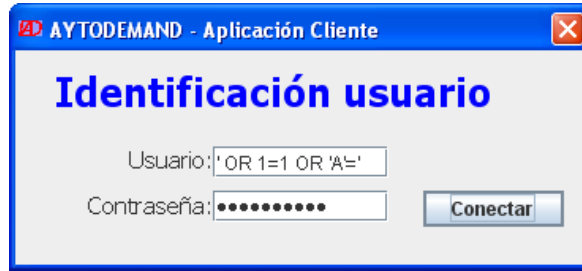 AYTODEMAND - Aplicación Cliente
Identificación usuario
Usuario: ' OR 1=1 OR 'A'='
Contraseña: ••••••••••
Conectar